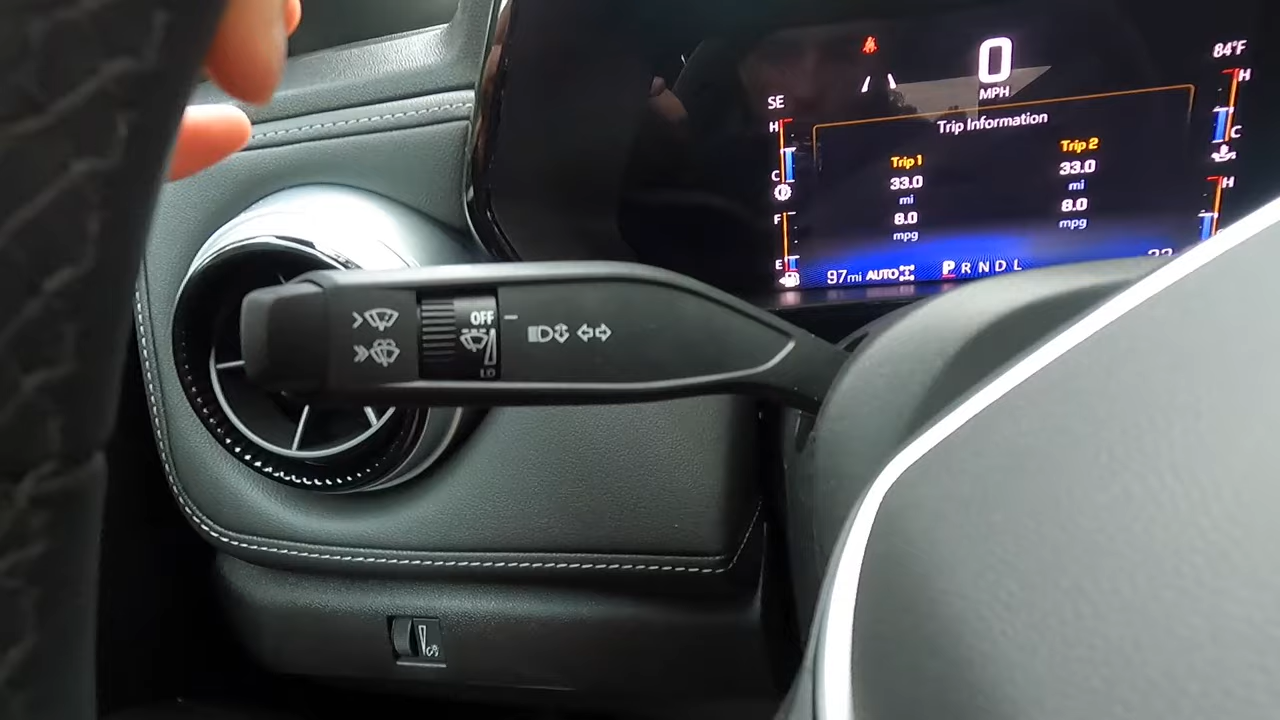 84°F
0
MPH
SE
H
H
C
C
Trip Information
Trip 1
Trip 2
33.0
33.0
mi
mi
8.0
8.0
mpg
mpg
H
F
E
97mi AUTO
P R N D L
OFF
LO